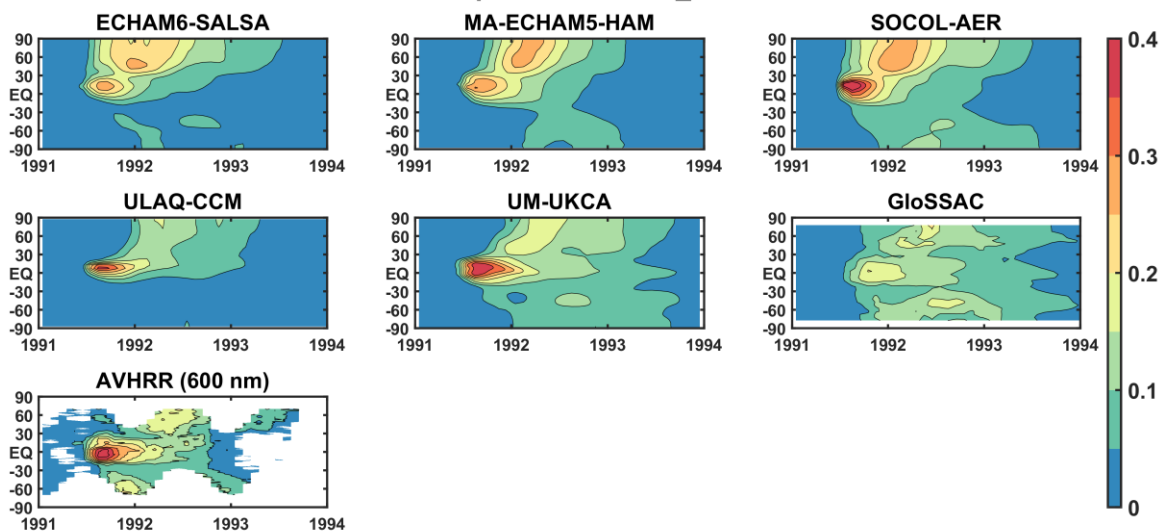 ECHAM6-SALSA MA-ECHAM5-HAM SOCOL-AER
90 90 90 0.4
60 60 60
30 30 30
EQ EQ EQ
-30 -30 -30
-60 -60 -60
-90 -90 -90
1991 1992 1993 1994 1991 1992 1993 1994 1991 1992 1993 1994
0.3
ULAQ-CCM UM-UKCA GloSSAC
90 90 90
60 60 60
30 30 30
EQ EQ EQ 0.2
-30 -30 -30
-60 -60 -60
-90 -90 -90
1991 1992 1993 1994 1991 1992 1993 1994 1991 1992 1993 1994
AVHRR (600 nm)
0.1
90
60
30
EQ
-30
-60
-90 0
1991 1992 1993 1994